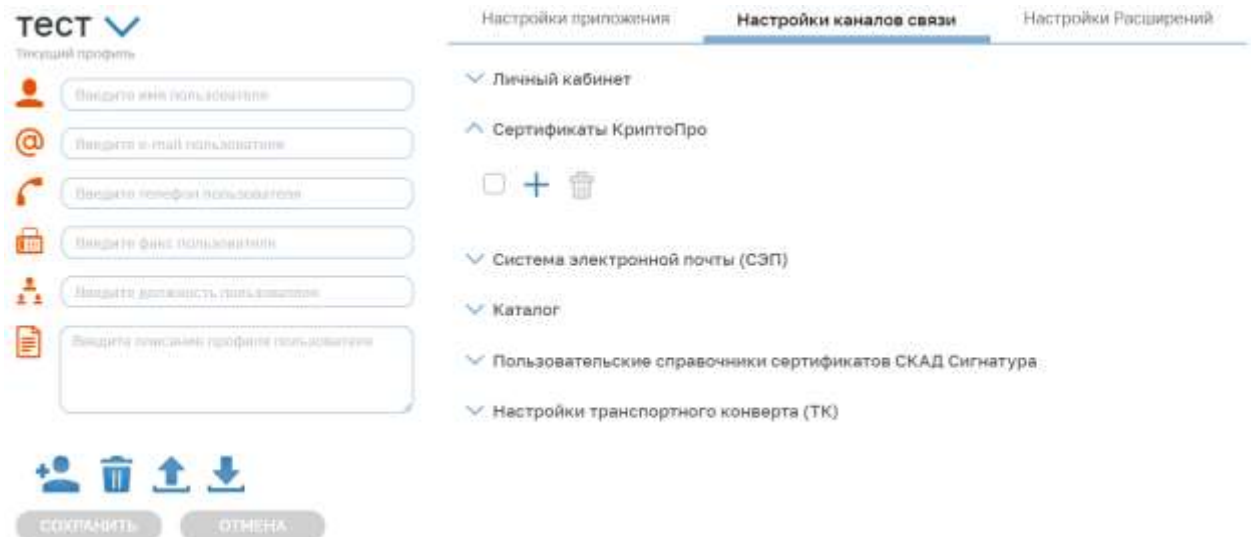 тест
Текущий профиль
Введите имя пользователя
Введите e-mail пользователя
Введите телефон пользователя
Введите факс пользователя
Введите должность пользователя
Введите описание профиля пользователя
СОХРАНИТЬ ОТМЕНА
Настройки приложения Настройки каналов связи Настройки Расширений
Личный кабинет
Сертификаты КриптоПро
Система электронной почты (СЭП)
Каталог
Пользовательские справочники сертификатов СКАД Сигнатура
Настройки транспортного конверта (ТК)